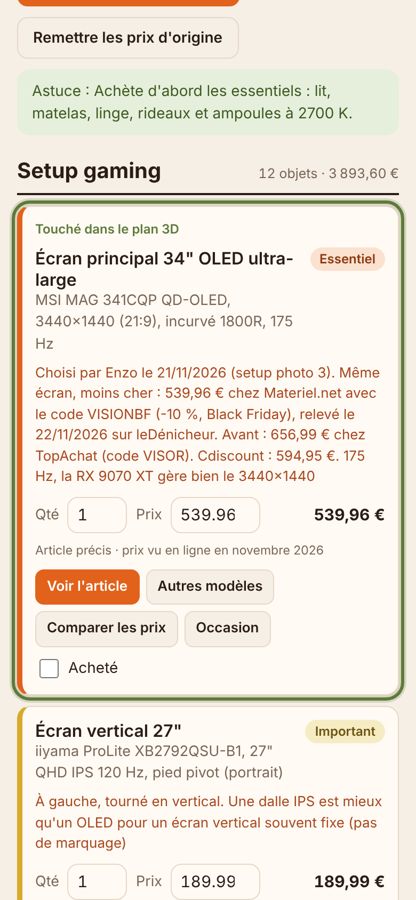 Remettre les prix d'origine
Astuce : Achète d'abord les essentiels : lit,
matelas, linge, rideaux et ampoules à 2700 K.
Setup gaming
12 objets · 3 893,60 €
Touché dans le plan 3D
Écran principal 34" OLED ultra-
large
Essentiel
MSI MAG 341CQP QD-OLED,
3440×1440 (21:9), incurvé 1800R, 175
Hz
Choisi par Enzo le 21/11/2026 (setup photo 3). Même
écran, moins cher : 539,96 € chez Materiel.net avec
le code VISIONBF (-10 %, Black Friday), relevé le
22/11/2026 sur leDénicheur. Avant : 656,99 € chez
TopAchat (code VISOR). Cdiscount : 594,95 €. 175
Hz, la RX 9070 XT gère bien le 3440×1440
Qté 1 Prix 539.96 539,96 €
Article précis · prix vu en ligne en novembre 2026
Voir l'article Autres modèles
Comparer les prix Occasion
Acheté
Écran vertical 27"
Important
iiyama ProLite XB2792QSU-B1, 27"
QHD IPS 120 Hz, pied pivot (portrait)
À gauche, tourné en vertical. Une dalle IPS est mieux
qu'un OLED pour un écran vertical souvent fixe (pas
de marquage)
Qté 1 Prix 189.99 189,99 €